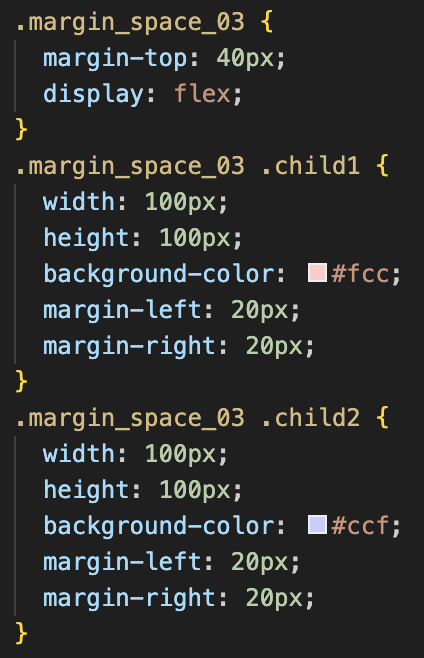 .margin_space_03 {
  margin-top: 40px;
  display: flex;
}
.margin_space_03 .child1 {
  width: 100px;
  height: 100px;
  background-color: #fcc;
  margin-left: 20px;
  margin-right: 20px;
}
.margin_space_03 .child2 {
  width: 100px;
  height: 100px;
  background-color: #ccf;
  margin-left: 20px;
  margin-right: 20px;
}